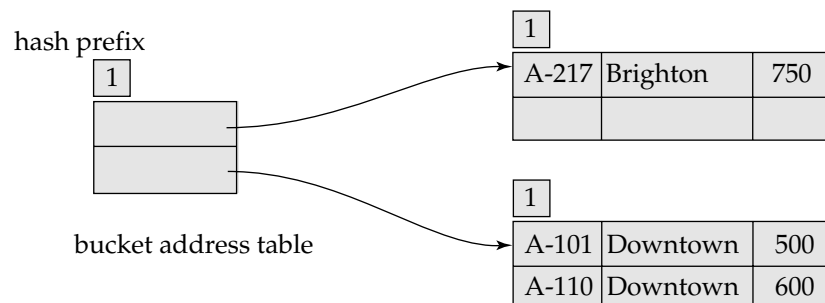 hash prefix
1
bucket address table
1
A-217 Brighton 750
1
A-101 Downtown 500
A-110 Downtown 600